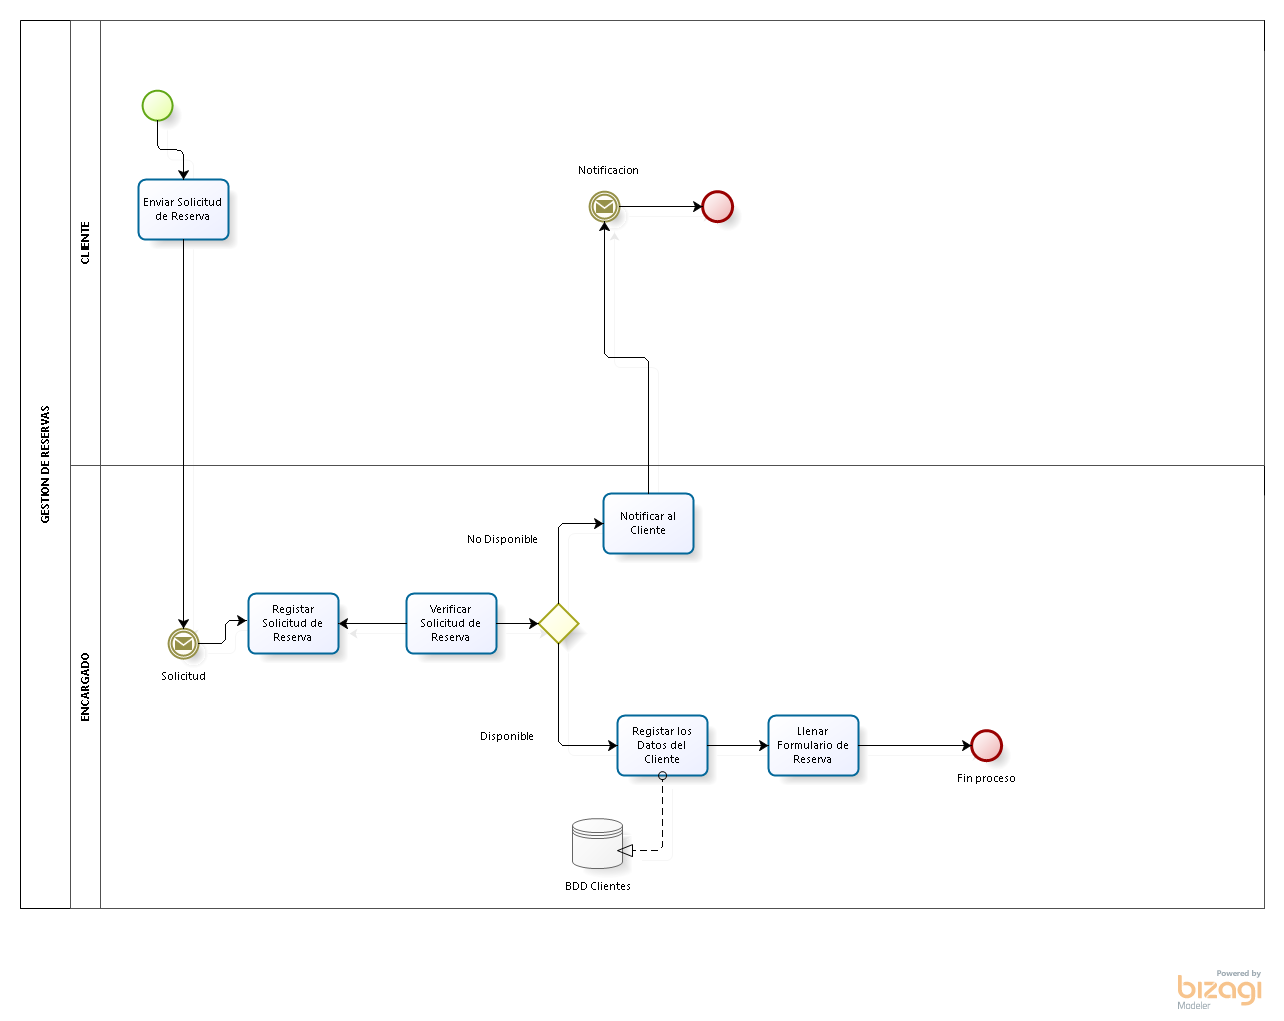 GESTION DE RESERVAS
CLIENTE
Enviar Solicitud
de Reserva
Notificacion
ENCARGADO
Solicitud
Registar
Solicitud de
Reserva
Verificar
Solicitud de
Reserva
No Disponible
Notificar al
Cliente
Disponible
Registar los
Datos del
Cliente
Llenar
Formulario de
Reserva
Fin proceso
BDD Clientes
Powered by
bizagi
Modeler